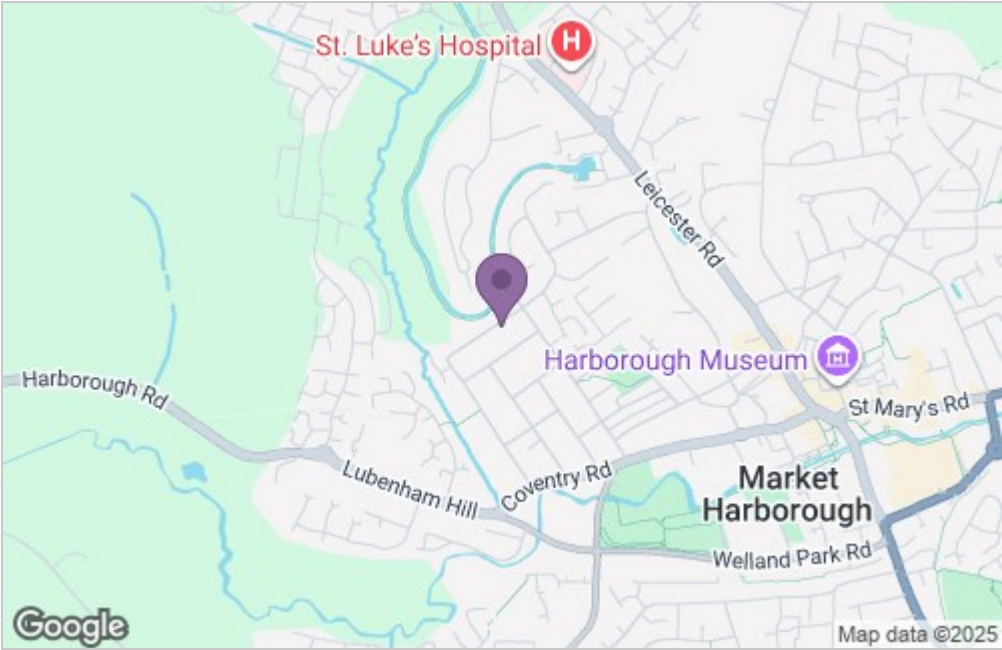 St. Luke's Hospital
H
Leicester Rd
Harborough Museum
M
Harborough Rd
St Mary's Rd
Lubenham Hill
Coventry Rd
Market
Harborough
Welland Park Rd
Google
Map data ©2025